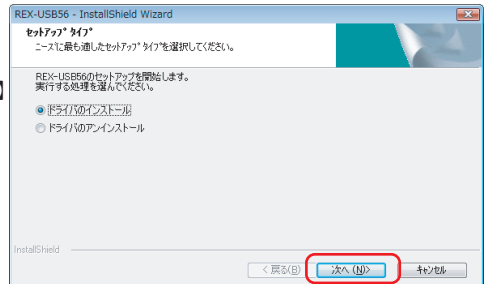 REX-USB56 - InstallShield Wizard
ｾｯﾄｱｯﾌﾟ ﾀｲﾌﾟ
ニーズに最も適したｾｯﾄｱｯﾌﾟ ﾀｲﾌﾟを選択してください。
REX-USB56のセットアップを開始します。
実行する処理を選んでください。
ドライバのインストール
ドライバのアンインストール
InstallShield
< 戻る(B)
次へ (N)>
ｷｬﾝｾﾙ